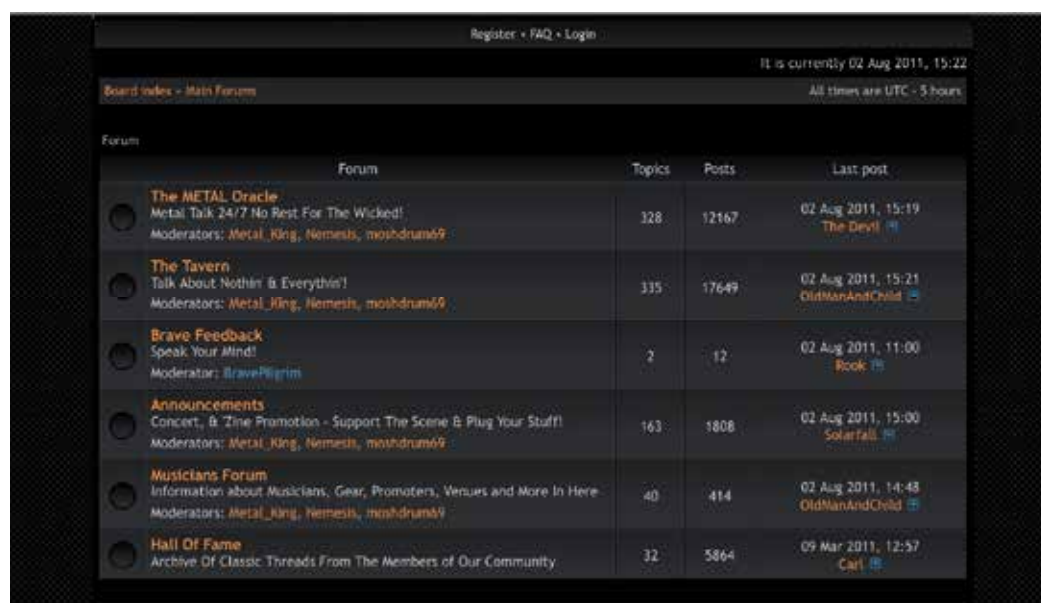 Register • FAQ • Login
It is currently 02 Aug 2011, 15:22
Board index » Main Forums
All times are UTC - 5 hours
Forum
Forum Topics Posts Last post
The METAL Oracle
Metal Talk 24/7 No Rest For The Wicked!
Moderators: Metal_King, Nemesis, moshdrum69
328 12167
02 Aug 2011, 15:19
The Devil
The Tavern
Talk About Nothin' & Everythin'!
Moderators: Metal_King, Nemesis, moshdrum69
335 17649
02 Aug 2011, 15:21
OldManAndChild
Brave Feedback
Speak Your Mind!
Moderator: BravePilgrim
2 12
02 Aug 2011, 11:00
Rook
Announcements
Concert, & 'Zine Promotion - Support The Scene & Plug Your Stuff!
Moderators: Metal_King, Nemesis, moshdrum69
163 1808
02 Aug 2011, 15:00
Solarfall
Musicians Forum
Information about Musicians, Gear, Promoters, Venues and More In Here
Moderators: Metal_King, Nemesis, moshdrum69
40 414
02 Aug 2011, 14:48
OldManAndChild
Hall Of Fame
Archive Of Classic Threads From The Members of Our Community
32 5864
09 Mar 2011, 12:57
Carl